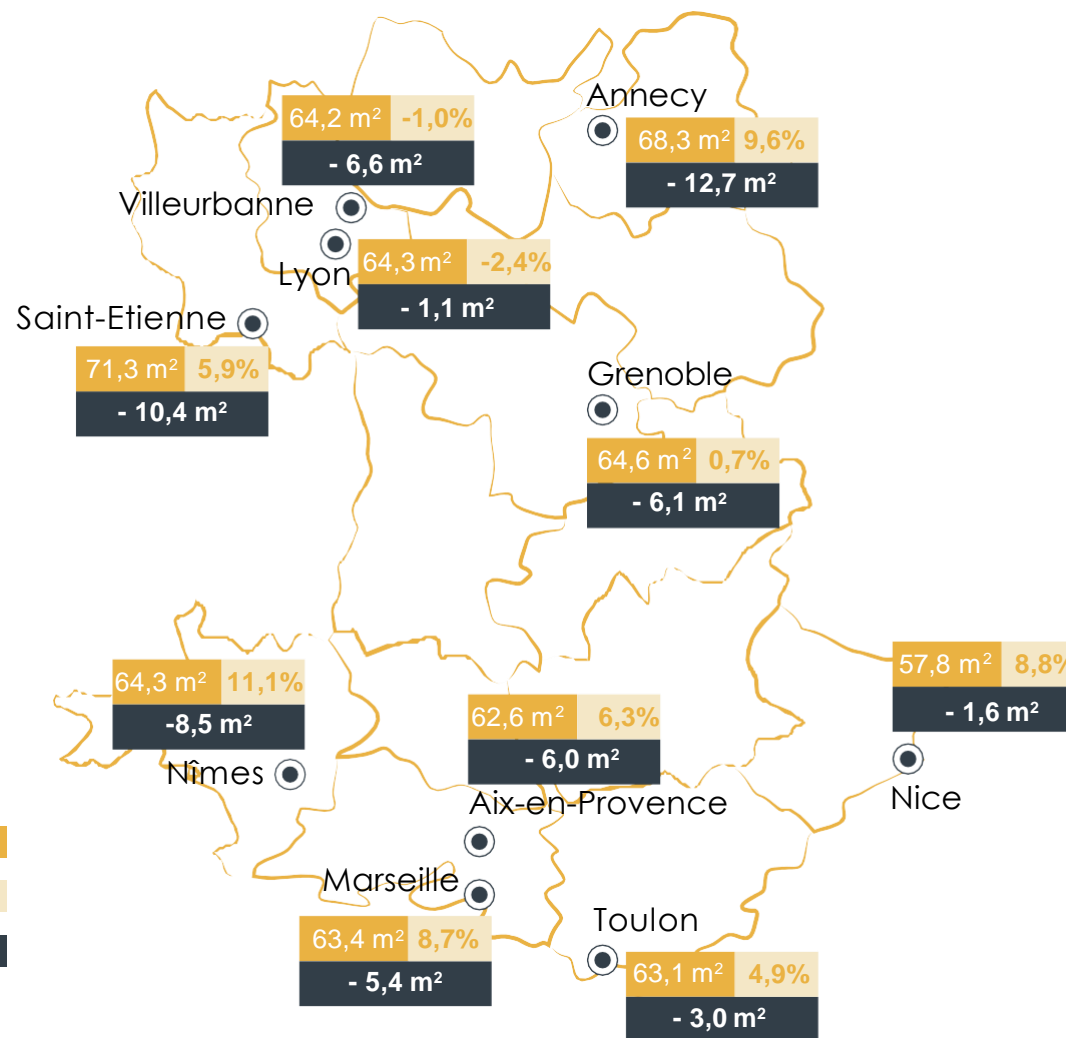 Annecy
68,3 m² 9,6%
- 12,7 m²
64,2 m² -1,0%
- 6,6 m²
Villeurbanne
Lyon
64,3 m² -2,4%
- 1,1 m²
Saint-Etienne
71,3 m² 5,9%
- 10,4 m²
Grenoble
64,6 m² 0,7%
- 6,1 m²
64,3 m² 11,1%
-8,5 m²
Nîmes
62,6 m² 6,3%
- 6,0 m²
Aix-en-Provence
57,8 m² 8,8%
- 1,6 m²
Nice
Marseille
63,4 m² 8,7%
- 5,4 m²
Toulon
63,1 m² 4,9%
- 3,0 m²